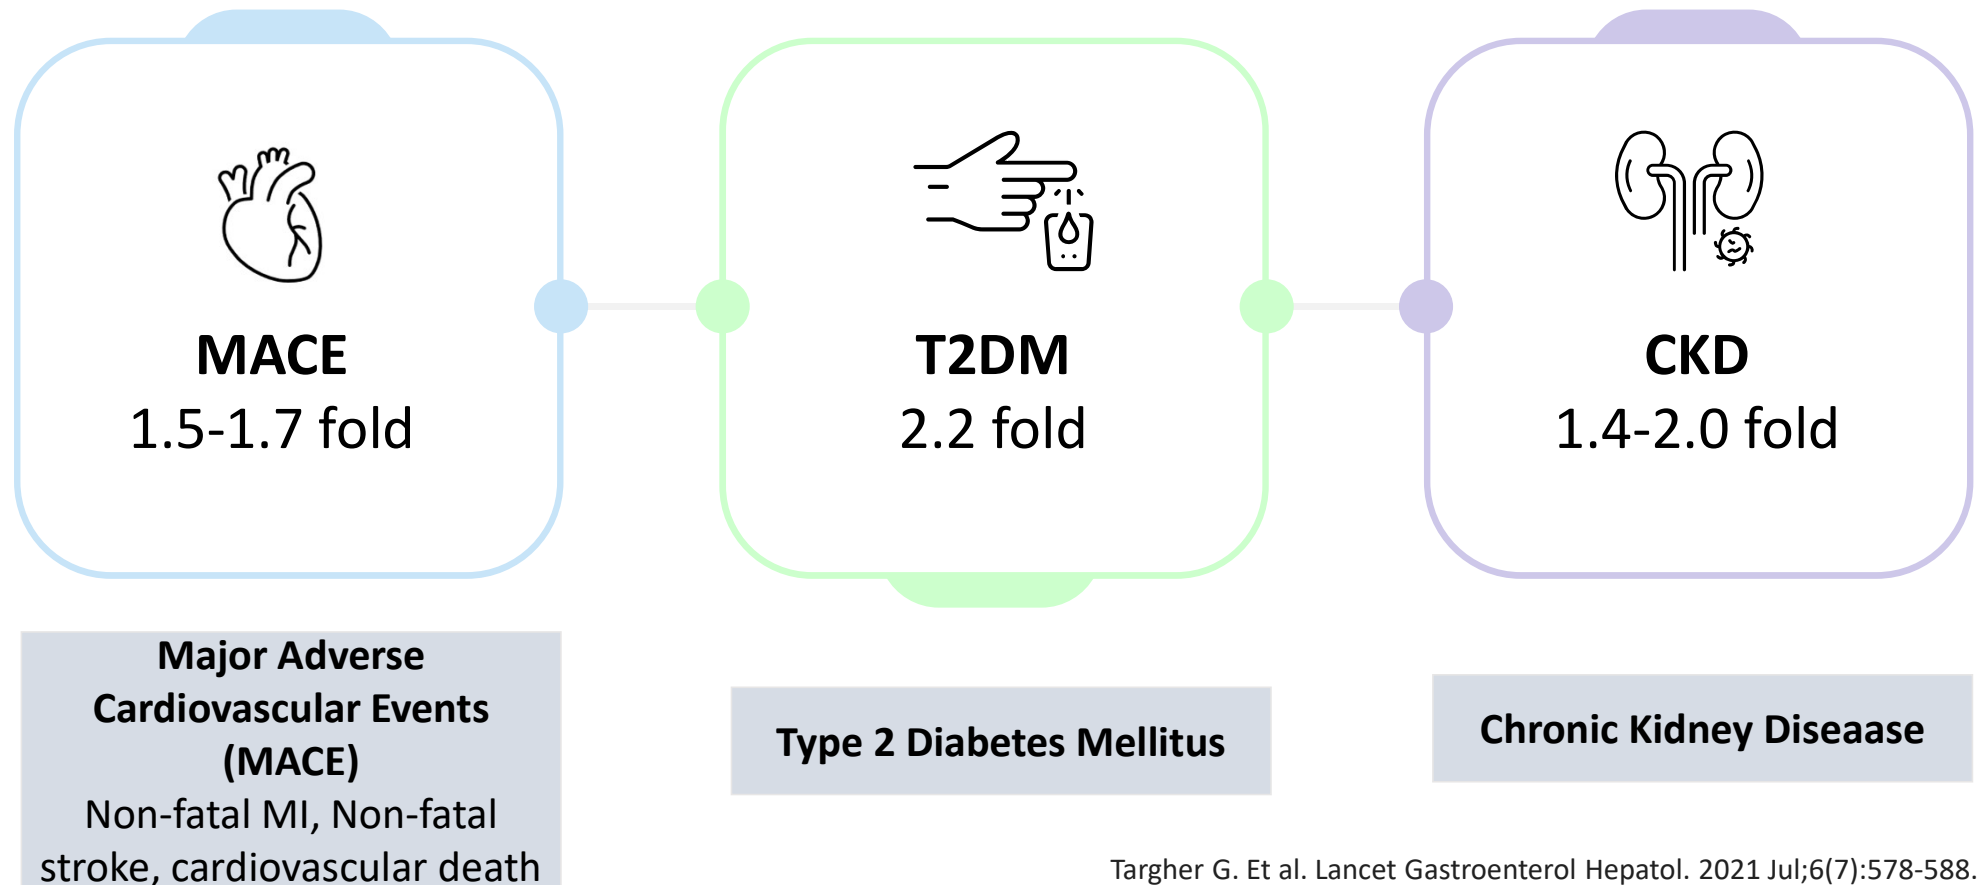 MACE
1.5-1.7 fold
T2DM
2.2 fold
CKD
1.4-2.0 fold
Major Adverse
Cardiovascular Events
(MACE)
Non-fatal MI, Non-fatal
stroke, cardiovascular death
Type 2 Diabetes Mellitus
Chronic Kidney Diseaase
Targher G. Et al. Lancet Gastroenterol Hepatol. 2021 Jul;6(7):578-588.